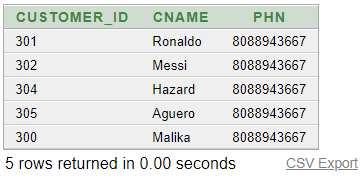 CUSTOMER_ID CNAME PHN
301 Ronaldo 8088943667
302 Messi 8088943667
304 Hazard 8088943667
305 Aguero 8088943667
300 Malika 8088943667
5 rows returned in 0.00 seconds CSV Export